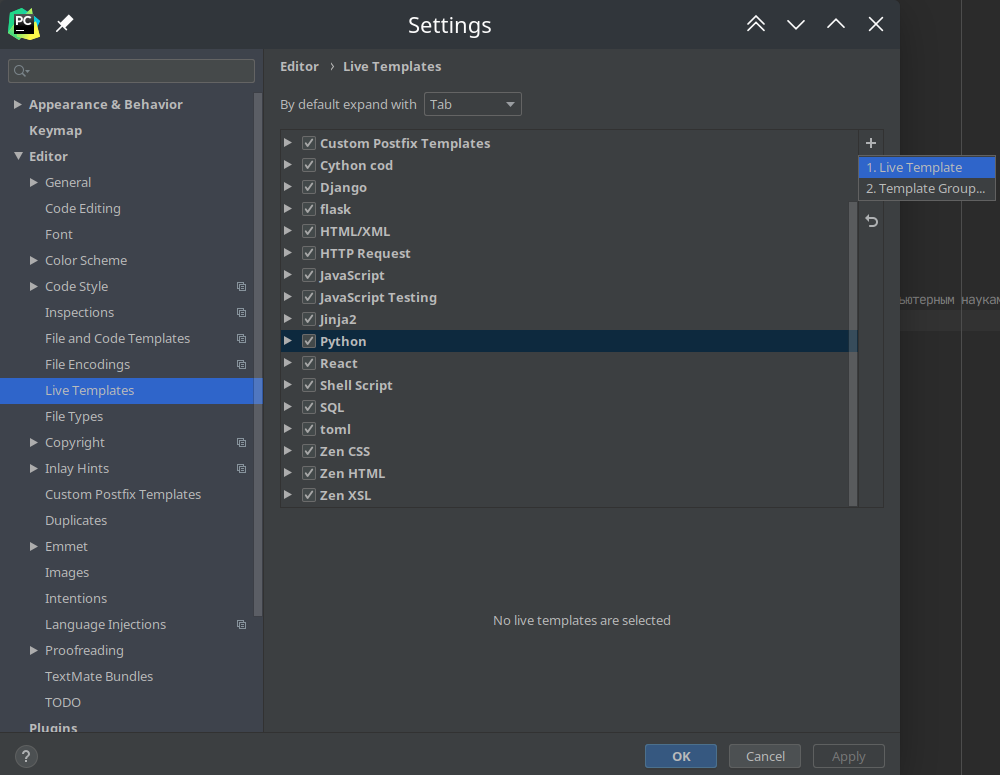 PC
Settings
Editor › Live Templates
By default expand with Tab
Appearance & Behavior
Keymap
Editor
General
Code Editing
Font
Color Scheme
Code Style
Inspections
File and Code Templates
File Encodings
Live Templates
File Types
Copyright
Inlay Hints
Custom Postfix Templates
Duplicates
Emmet
Images
Intentions
Language Injections
Proofreading
TextMate Bundles
TODO
Plugins
Custom Postfix Templates
Cython cod
Django
flask
HTML/XML
HTTP Request
JavaScript
JavaScript Testing
Jinja2
Python
React
Shell Script
SQL
toml
Zen CSS
Zen HTML
Zen XSL
1. Live Template
2. Template Group...
ьютерным наукам
No live templates are selected
?
OK
Cancel
Apply